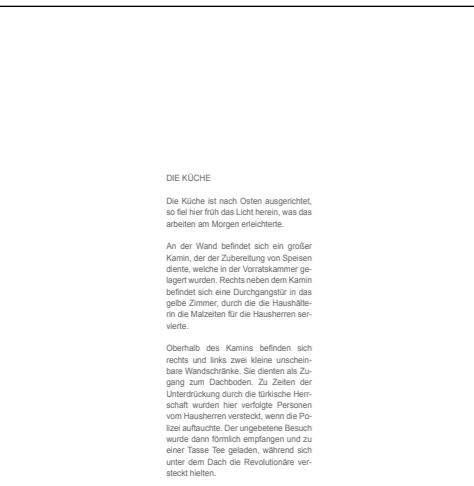 DIE KÜCHE
Die Küche ist nach Osten ausgerichtet,
so fiel hier früh das Licht herein, was das
arbeiten am Morgen erleichterte.
An der Wand befindet sich ein großer
Kamin, der der Zubereitung von Speisen
diente, welche in der Vorratskammer ge-
lagert wurden. Rechts neben dem Kamin
befindet sich eine Durchgangstür in das
gelbe Zimmer, durch die die Haushälte-
rin die Malzeiten für die Hausherren ser-
vierte.
Oberhalb des Kamins befinden sich
rechts und links zwei kleine unschein-
bare Wandschränke. Sie dienten als Zu-
gang zum Dachboden. Zu Zeiten der
Unterdrückung durch die türkische Herr-
schaft wurden hier verfolgte Personen
vom Hausherren versteckt, wenn die Po-
lizei auftauchte. Der ungebetene Besuch
wurde dann förmlich empfangen und zu
einer Tasse Tee geladen, während sich
unter dem Dach die Revolutionäre ver-
steckt hielten.